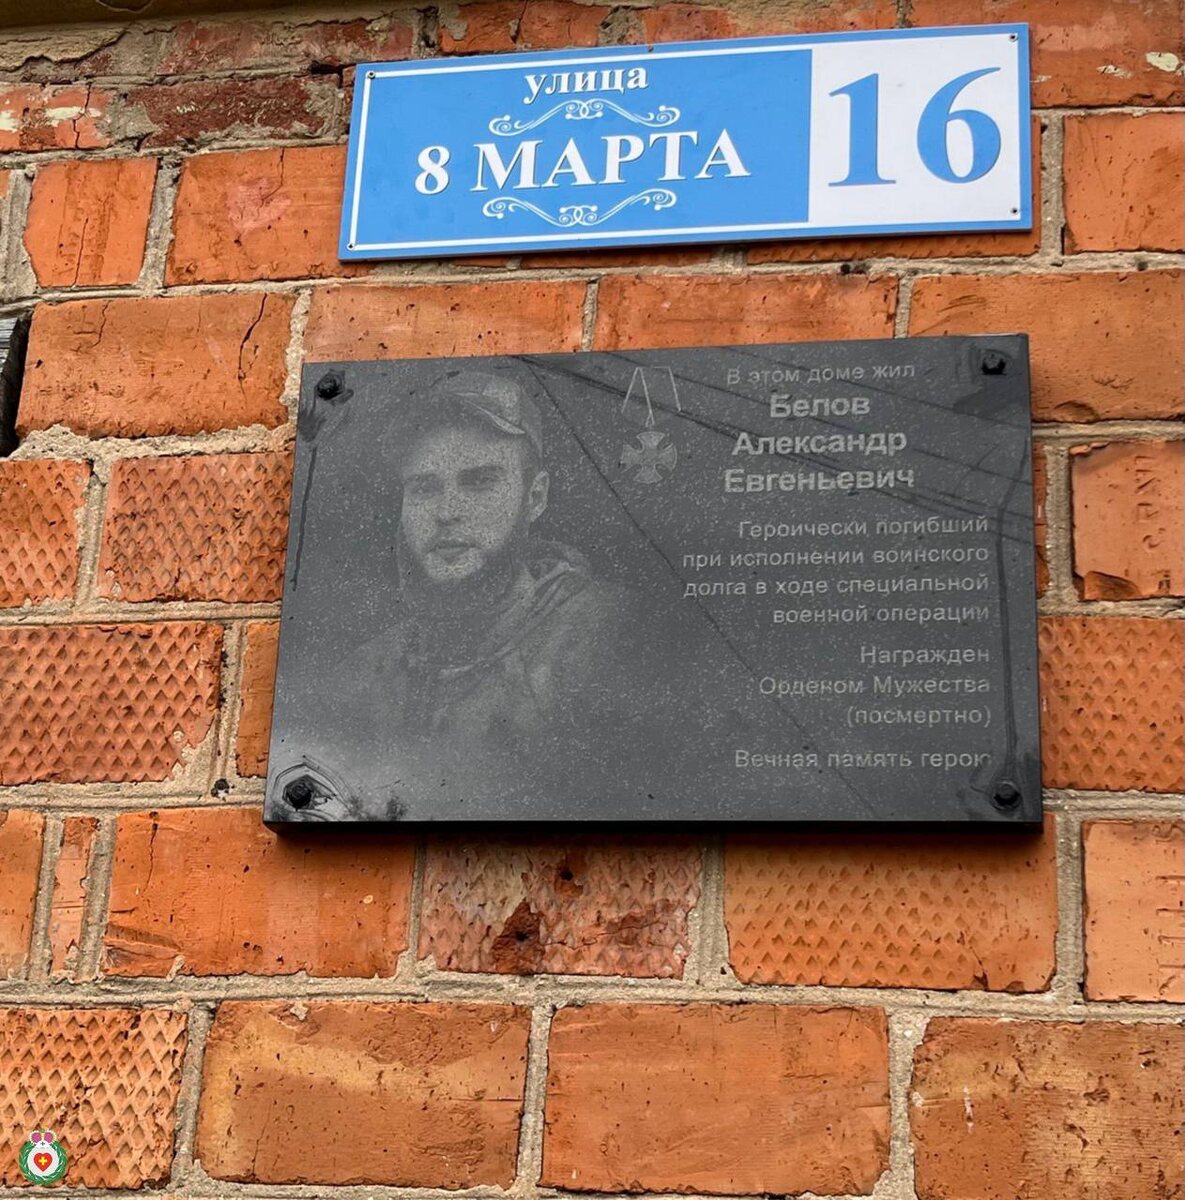 улица
8 МАРТА
16
В этом доме жил
Белов
Александр
Евгеньевич
Героически погибший
при исполнении воинского
долга в ходе специальной
военной операции
Награжден
Орденом Мужества
(посмертно)
Вечная память герою